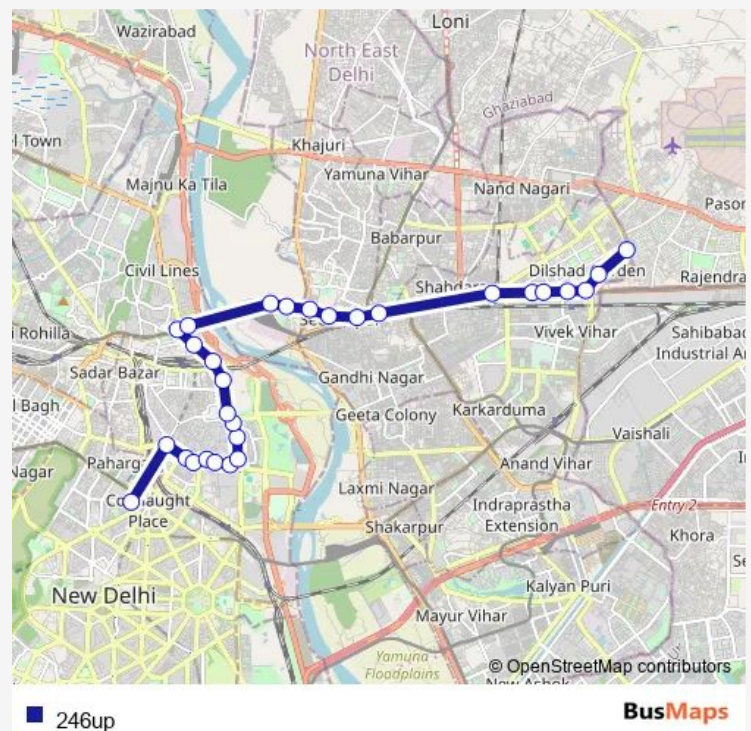 Loni
Wazirabad
North East
Delhi
Ghaziabad
l Town
Khajuri
Majnu Ka Tila
Yamuna Vihar
Nand Nagari
Pason
Babarpur
Civil Lines
Dilshad
den
Shahdar
Rajendra
i Rohilla
Vivek Vihar
Sahibabad
Industrial A
Sadar Bazar
Gandhi Nagar
l Bagh
Geeta Colony
Karkarduma
Vaishali
Nagar
Paharg
Anand Vihar
Laxmi Nagar
Place
Shakarpur
Indraprastha
Extension
Entry 2
Khora
New Delhi
Kalyan Puri
Mayur Vihar
Yamuna
Floodplains
© OpenStreetMap contributors
246up
BusMaps